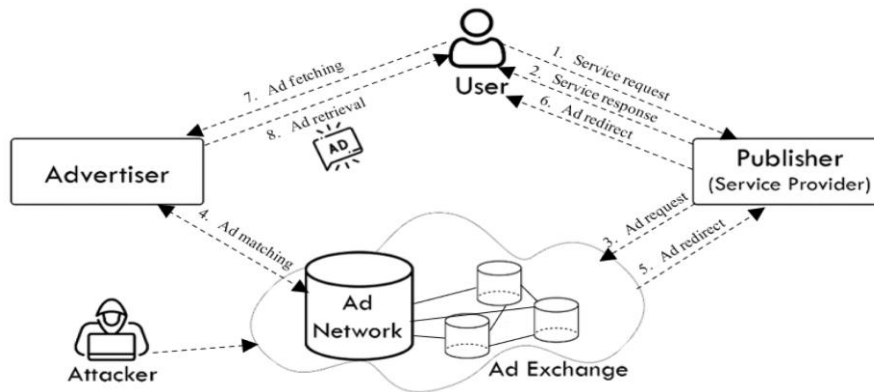 1. Service request
2. Service response
6. Ad redirect
User
7. Ad fetching
8. Ad retrieval
AD
Advertiser
Publisher
(Service Provider)
3. Ad request
5. Ad redirect
4. Ad matching
Ad
Network
Ad Exchange
Attacker